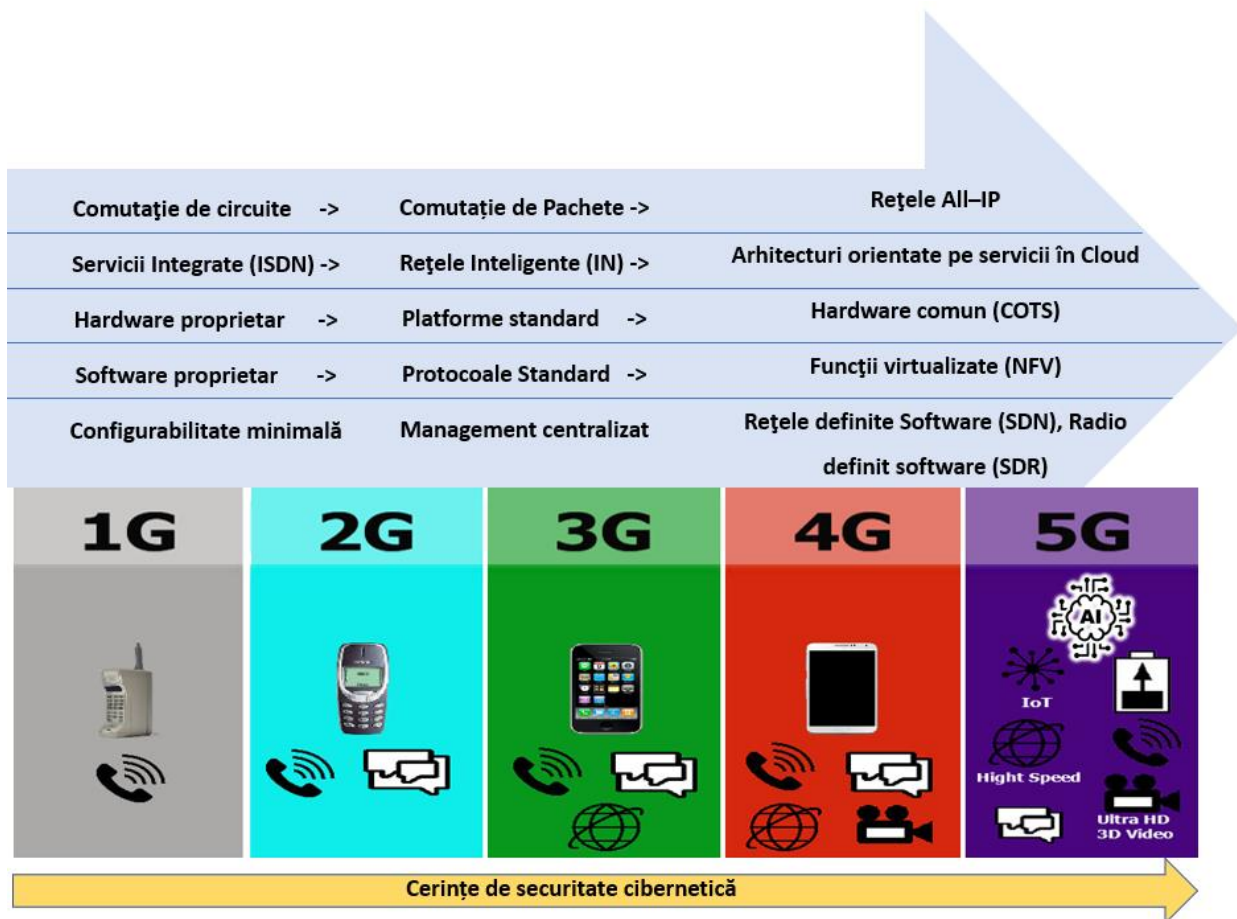 Comutaţie de circuite -> Comutație de Pachete -> Reţele All–IP
Servicii Integrate (ISDN) -> Reţele Inteligente (IN) -> Arhitecturi orientate pe servicii în Cloud
Hardware proprietar -> Platforme standard -> Hardware comun (COTS)
Software proprietar -> Protocoale Standard -> Funcţii virtualizate (NFV)
Configurabilitate minimală Management centralizat Reţele definite Software (SDN), Radio
definit software (SDR)
1G 2G 3G 4G 5G
AI
IoT
Hight Speed
Ultra HD
3D Video
Cerințe de securitate cibernetică